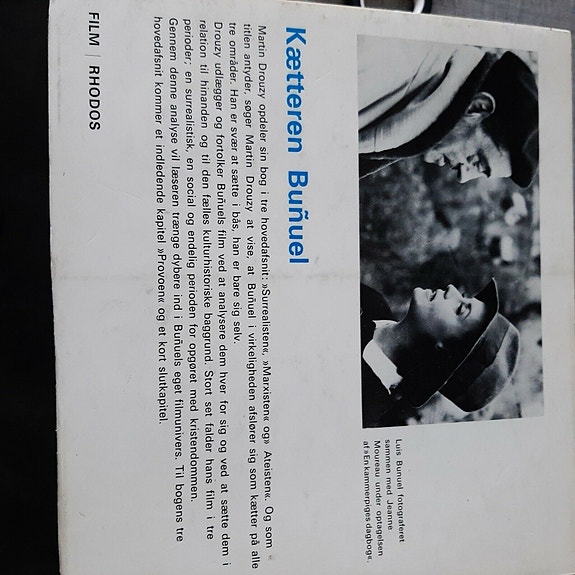 Luis Bunuel fotograferet
sammen med Jeanne
Moureau under optagelsen
af »En kammerpiges dagbog«.
Kætteren Buñuel
Martin Drouzy opdeler sin bog i tre hovedafsnit: »Surrealisten«, »Marxisten« og» Ateisten«. Og som
titlen antyder, søger Martin Drouzy at vise, at Buñuel i virkeligheden afslører sig som kætter på alle
tre områder. Han er svær at sætte i bås, han er bare sig selv.
Drouzy udlægger og fortolker Buñuels film ved at analysere dem hver for sig og ved at sætte dem i
relation til hinanden og til den fælles kulturhistoriske baggrund. Stort set falder hans film i tre
perioder; en surrealistisk, en social og endelig perioden for opgøret med kristendommen.
Gennem denne analyse vil læseren trænge dybere ind i Buñuels eget filmunivers. Til bogens tre
hovedafsnit kommer et indledende kapitel »Provoen« og et kort slutkapitel.
FILM | RHODOS